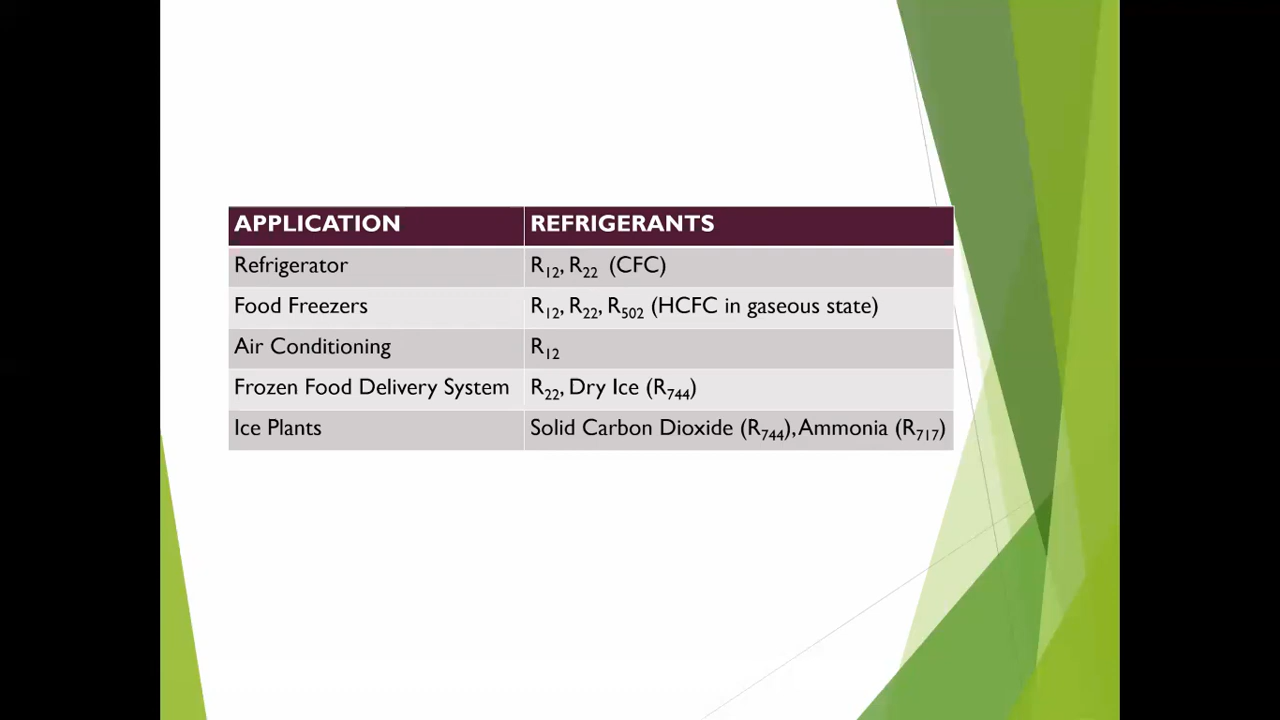 APPLICATION REFRIGERANTS
Refrigerator R₁₂, R₂₂ (CFC)
Food Freezers R₁₂, R₂₂, R₅₀₂ (HCFC in gaseous state)
Air Conditioning R₁₂
Frozen Food Delivery System R₂₂, Dry Ice (R₇₄₄)
Ice Plants Solid Carbon Dioxide (R₇₄₄), Ammonia (R₇₁₇)